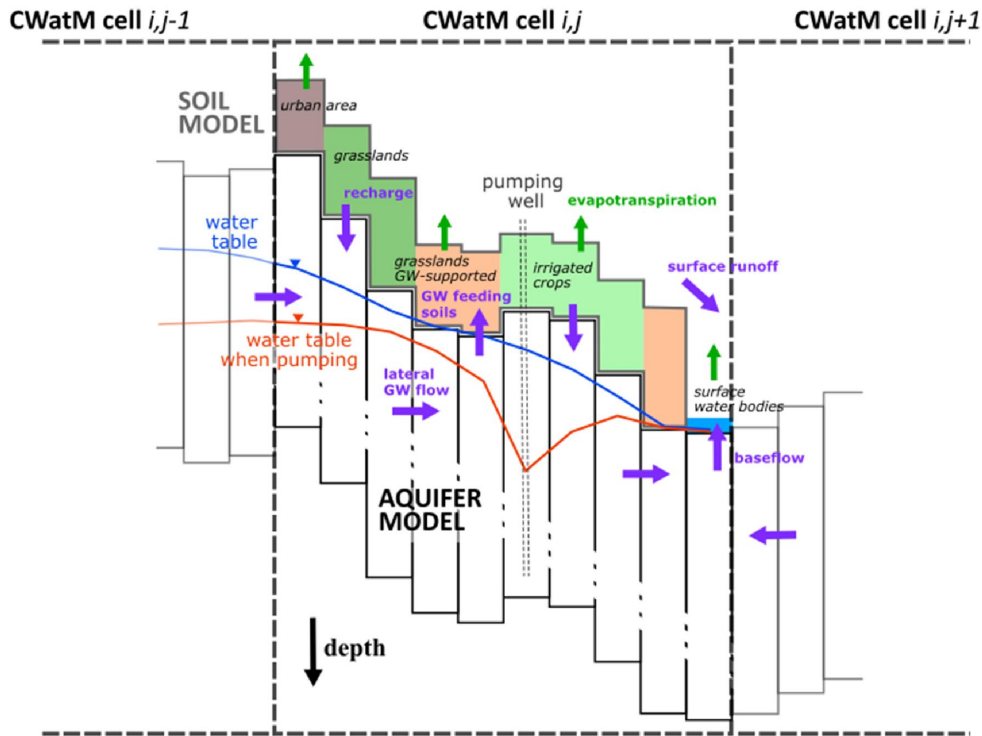 CWatM cell i,j-1
CWatM cell i,j
CWatM cell i,j+1
SOIL
MODEL
urban area
grasslands
recharge
pumping
well
evapotranspiration
water
table
grasslands
GW-supported
irrigated
crops
surface runoff
GW feeding
soils
water table
when pumping
lateral
GW flow
surface
water bodies
baseflow
AQUIFER
MODEL
depth